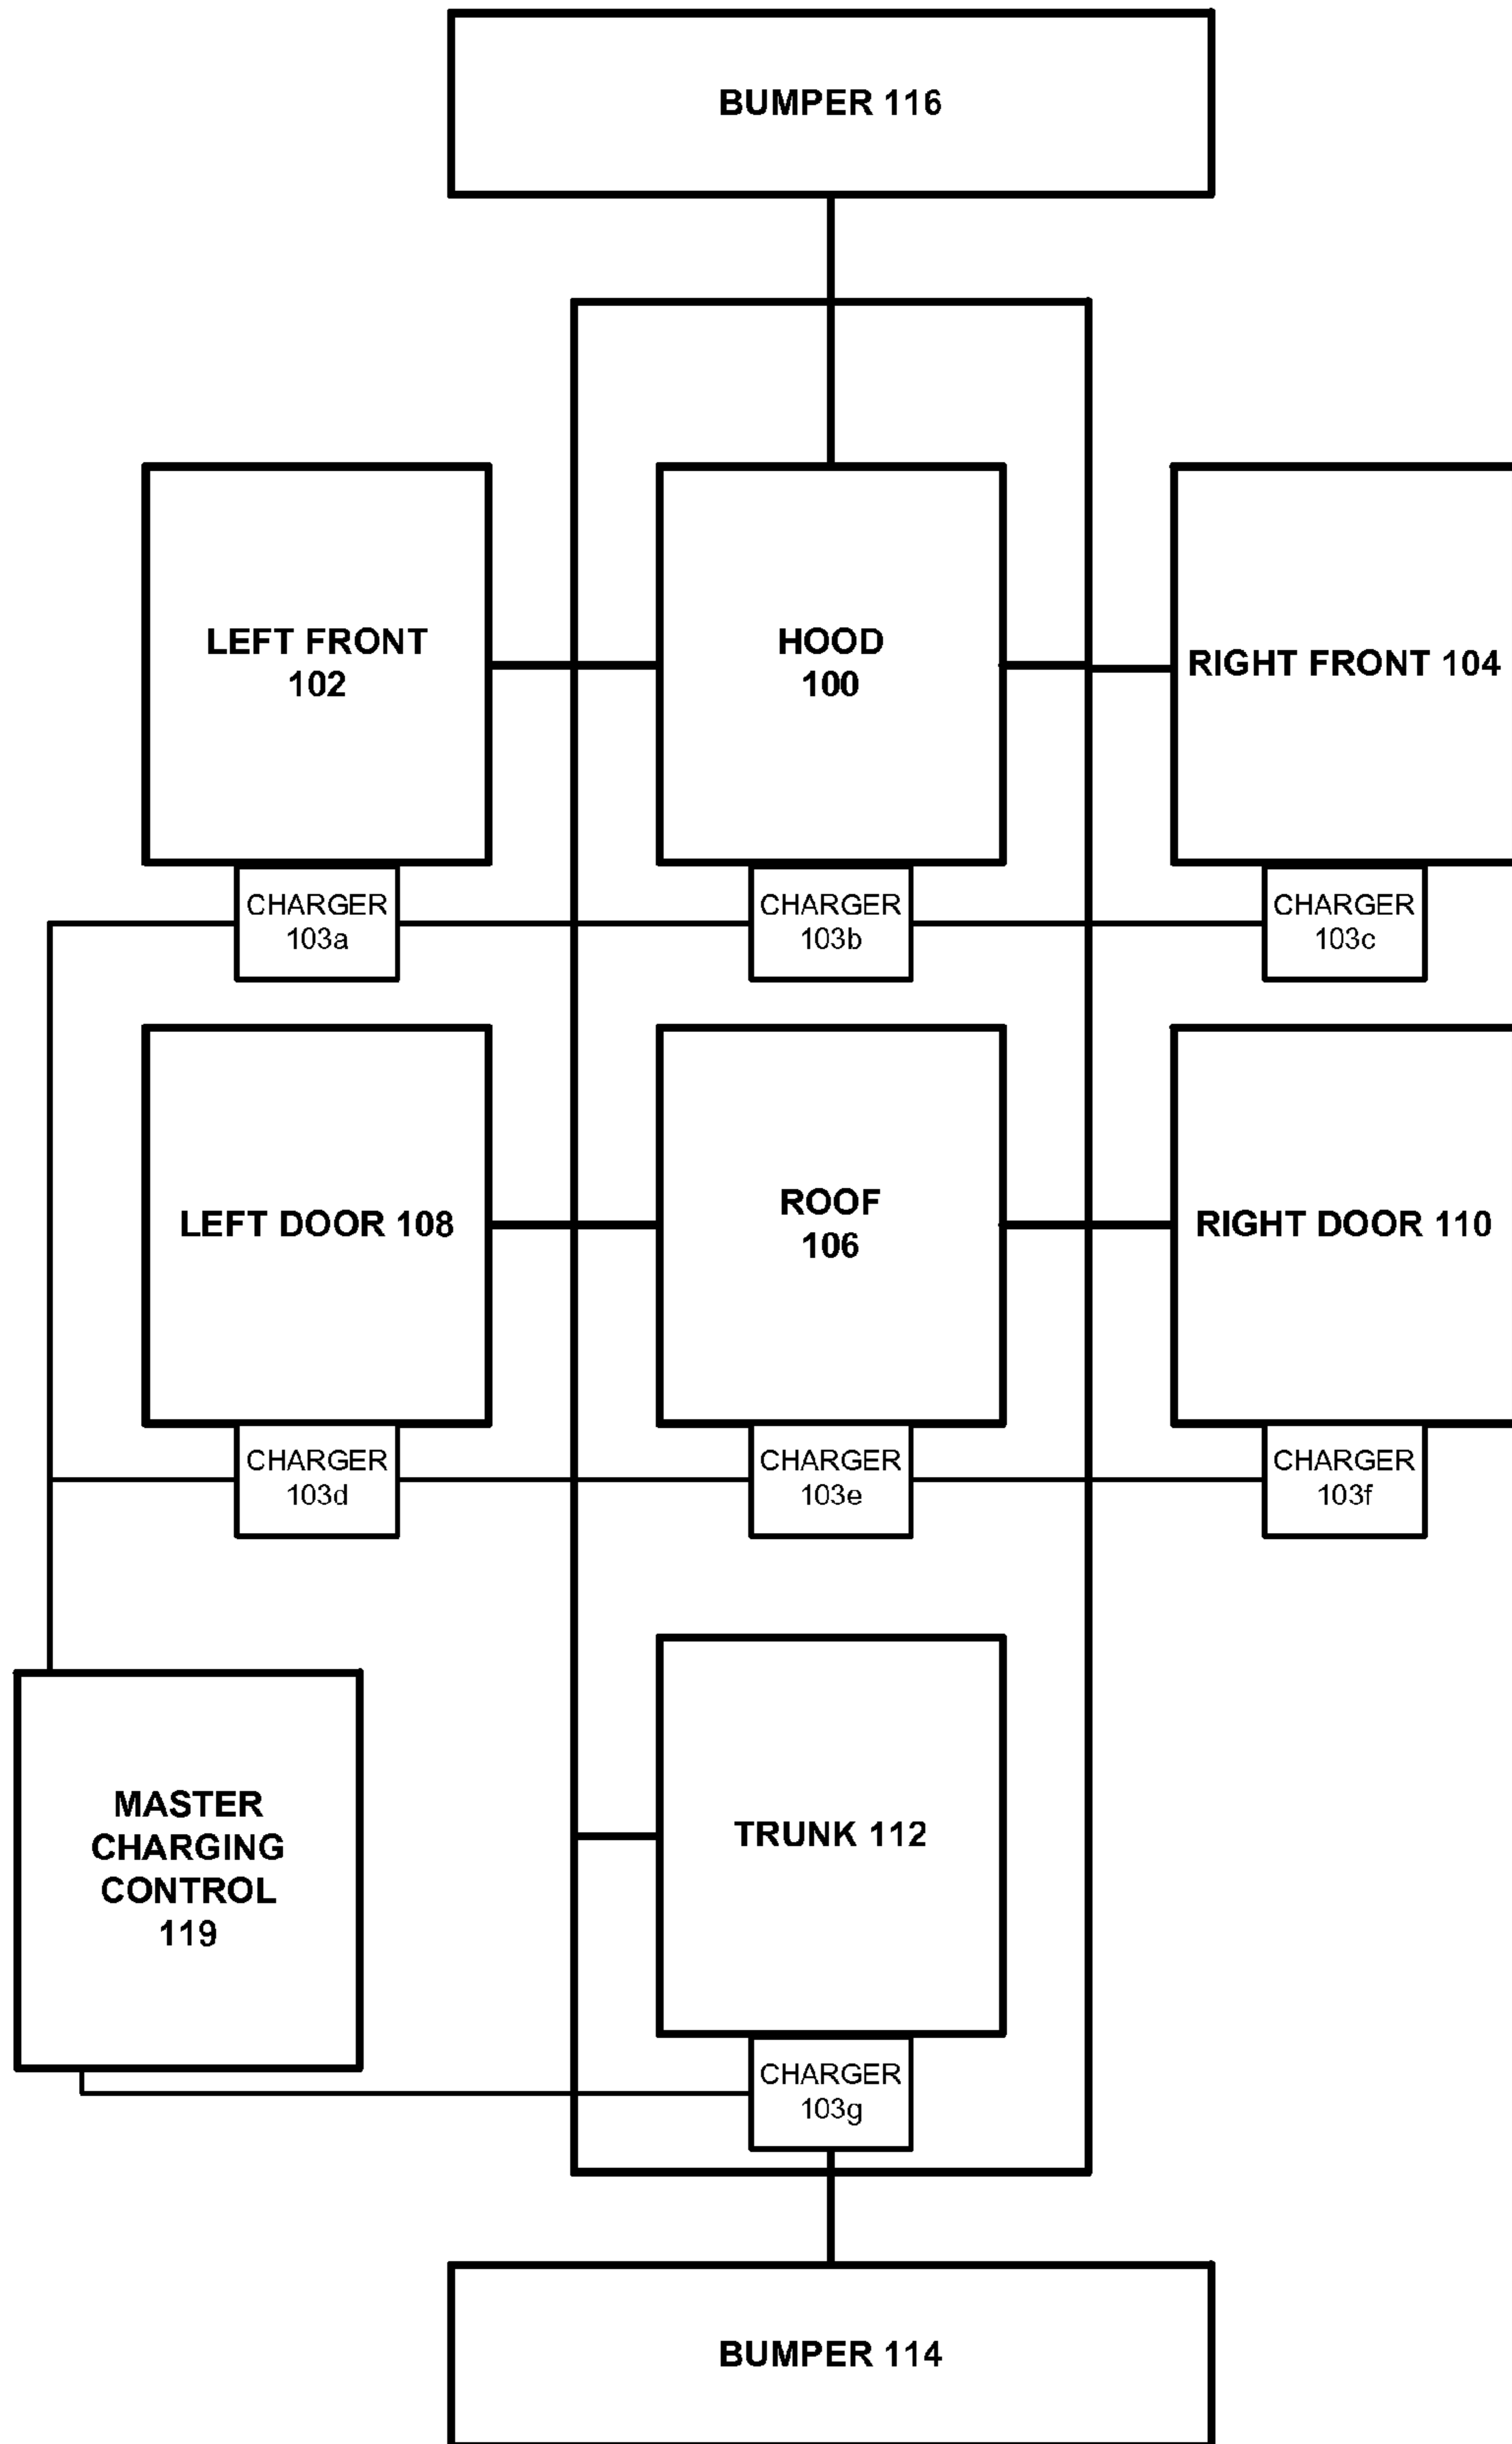 BUMPER 116
LEFT FRONT
102
HOOD
100
RIGHT FRONT 104
CHARGER
103a
CHARGER
103b
CHARGER
103c
LEFT DOOR 108
ROOF
106
RIGHT DOOR 110
CHARGER
103d
CHARGER
103e
CHARGER
103f
MASTER
CHARGING
CONTROL
119
TRUNK 112
CHARGER
103g
BUMPER 114